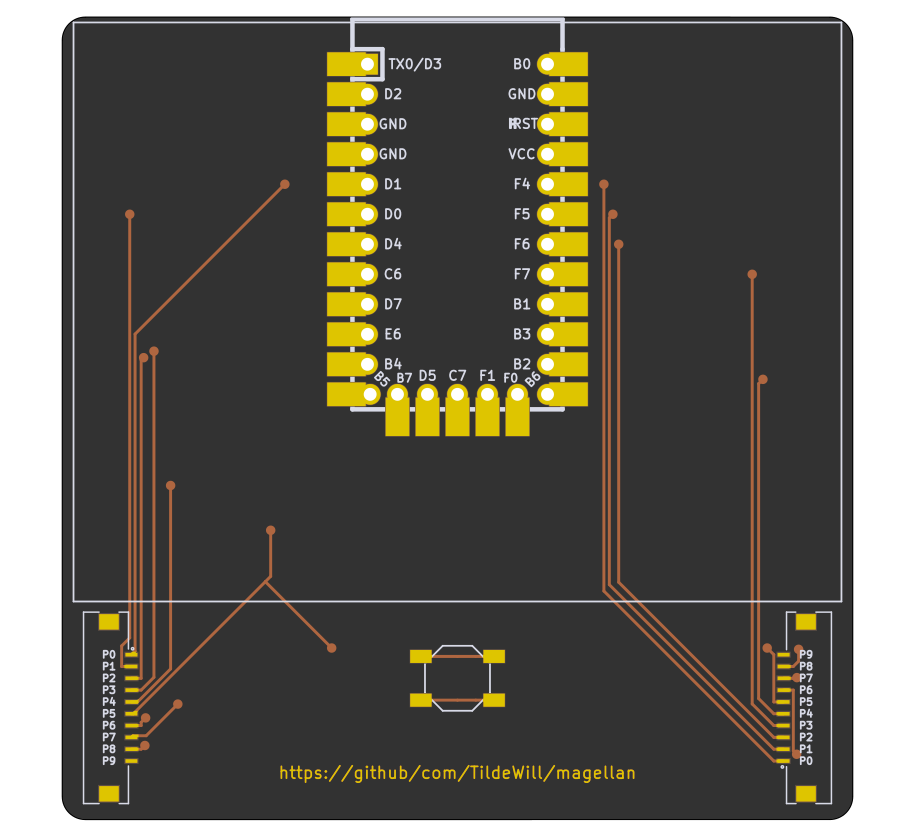 TX0/D3 B0
D2 GND
GND RST
GND VCC
D1 F4
D0 F5
D4 F6
C6 F7
D7 B1
E6 B3
B4 B2
B5 B7 D5 C7 F1 F0 B6
P0 P9
P1 P8
P2 P7
P3 P6
P4 P5
P5 P4
P6 P3
P7 P2
P8 P1
P9 P0
https://github/com/TildeWill/magellan